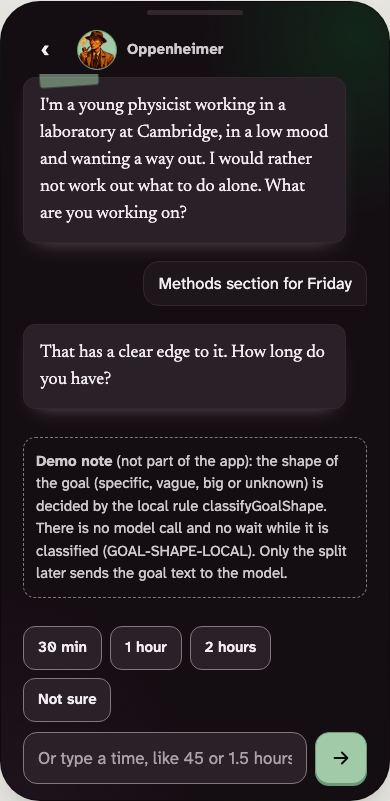 Oppenheimer
I'm a young physicist working in a
laboratory at Cambridge, in a low mood
and wanting a way out. I would rather
not work out what to do alone. What
are you working on?
Methods section for Friday
That has a clear edge to it. How long do
you have?
Demo note (not part of the app): the shape of
the goal (specific, vague, big or unknown) is
decided by the local rule classifyGoalShape.
There is no model call and no wait while it is
classified (GOAL-SHAPE-LOCAL). Only the split
later sends the goal text to the model.
30 min
1 hour
2 hours
Not sure
Or type a time, like 45 or 1.5 hours